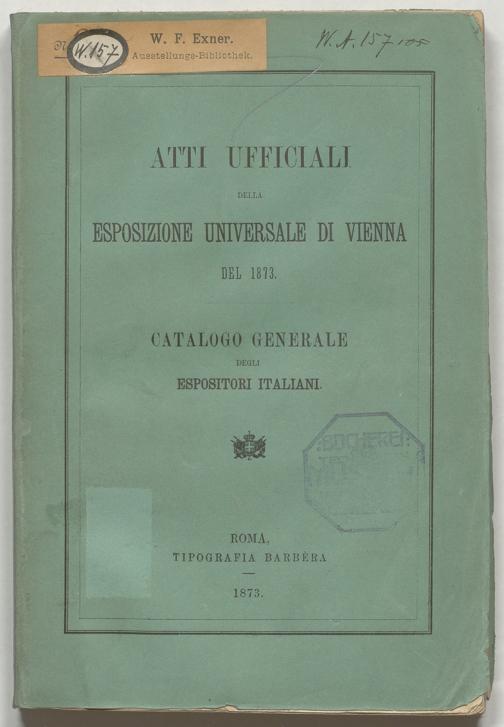 W. F. Exner.
W.157
Ausstellungs-Bibliothek.
W. A. 157
ATTI UFFICIALI
DELLA
ESPOSIZIONE UNIVERSALE DI VIENNA
DEL 1873.
CATALOGO GENERALE
DEGLI
ESPOSITORI ITALIANI.
BÜCHEREI
ROMA,
TIPOGRAFIA BARBÈRA
1873.